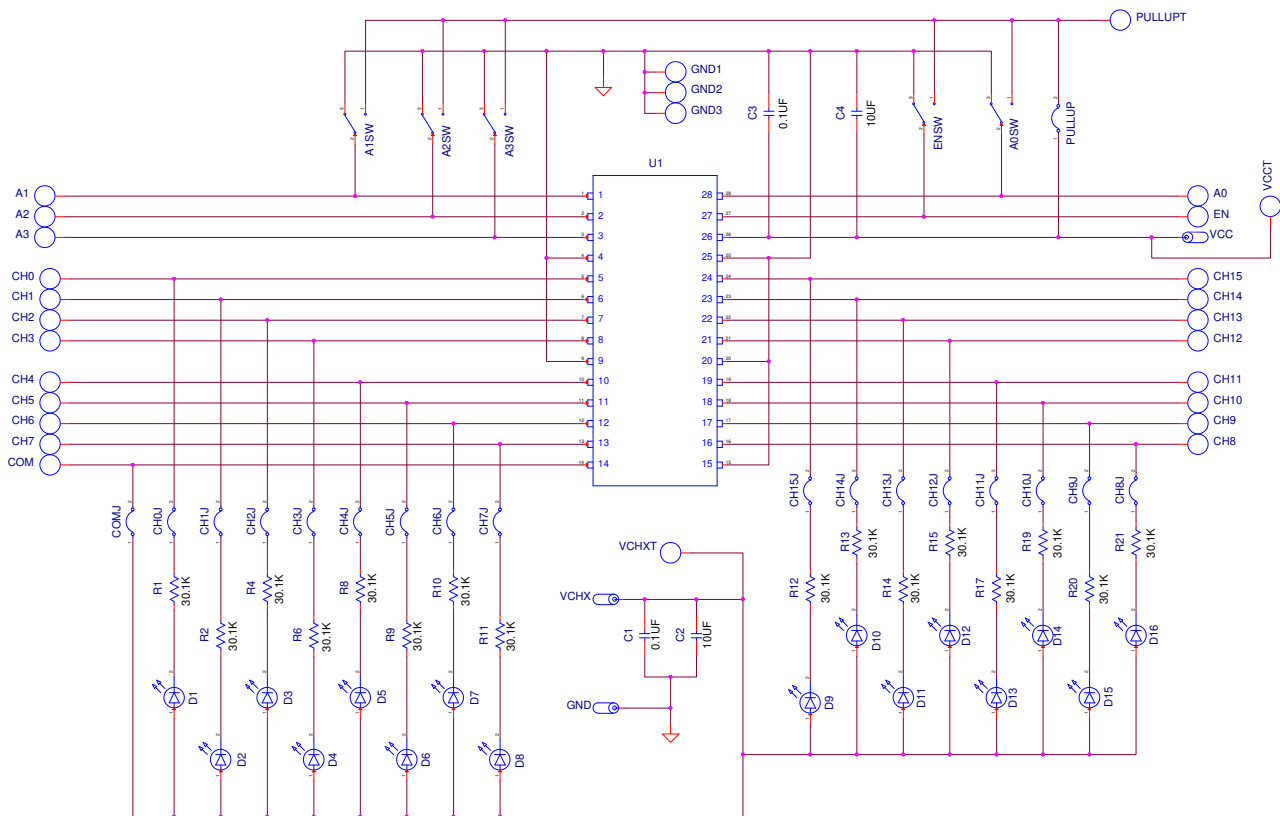 PULLUPT
GND1
GND2
GND3
A1SW
A2SW
A3SW
C3
0.1UF
C4
10UF
ENSW
A0SW
PULLUP
VCCT
U1
A1
1
28
A0
A2
2
27
EN
A3
3
26
VCC
4
25
CH0
5
24
CH15
CH1
6
23
CH14
CH2
7
22
CH13
CH3
8
21
CH12
9
20
CH4
10
19
CH11
CH5
11
18
CH10
CH6
12
17
CH9
CH7
13
16
CH8
COM
14
15
COMJ
CH0J
CH1J
CH2J
CH3J
CH4J
CH5J
CH6J
CH7J
CH15J
CH14J
CH13J
CH12J
CH11J
CH10J
CH9J
CH8J
R1
30.1K
R2
30.1K
R4
30.1K
R6
30.1K
R8
30.1K
R9
30.1K
R10
30.1K
R11
30.1K
R12
30.1K
R13
30.1K
R14
30.1K
R15
30.1K
R17
30.1K
R19
30.1K
R20
30.1K
R21
30.1K
VCHXT
VCHX
C1
0.1UF
C2
10UF
GND
D1
D2
D3
D4
D5
D6
D7
D8
D9
D10
D11
D12
D13
D14
D15
D16